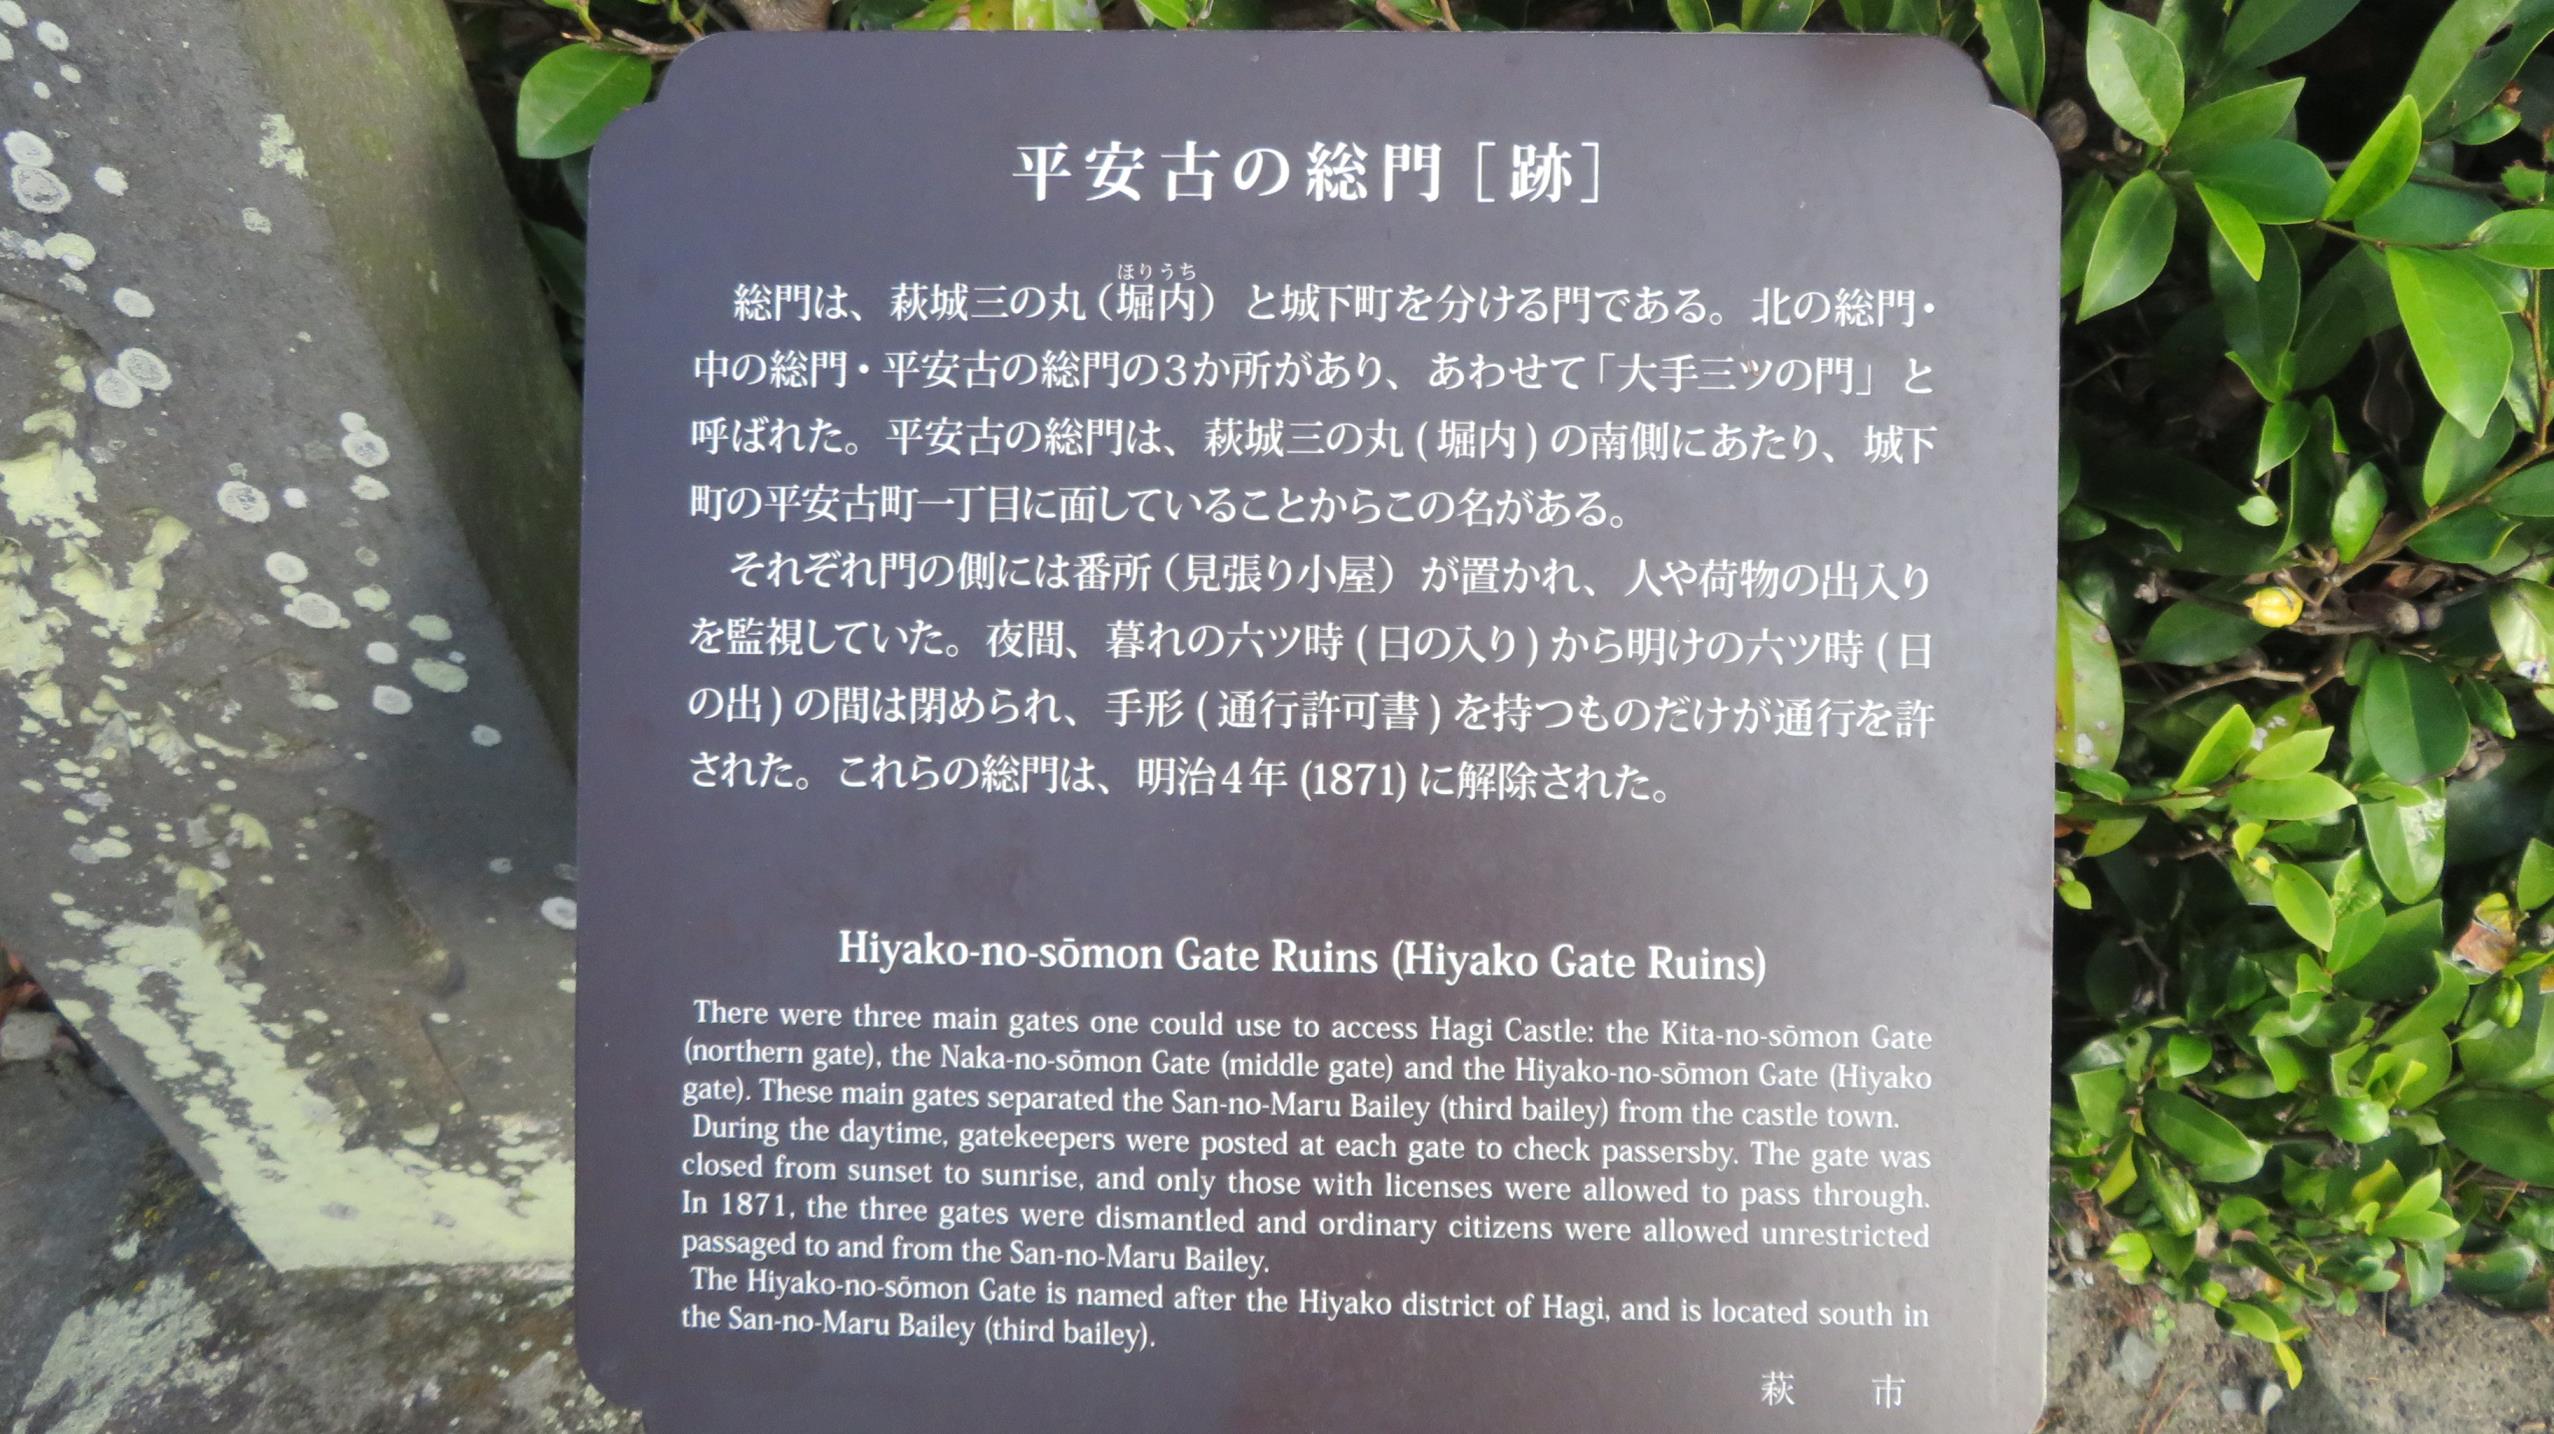 平安古の総門［跡］
ほりうち
総門は、萩城三の丸（堀内）と城下町を分ける門である。北の総門・
中の総門・平安古の総門の3か所があり、あわせて「大手三ツの門」と
呼ばれた。平安古の総門は、萩城三の丸(堀内)の南側にあたり、城下
町の平安古町一丁目に面していることからこの名がある。
それぞれ門の側には番所（見張り小屋）が置かれ、人や荷物の出入り
を監視していた。夜間、暮れの六ツ時(日の入り)から明けの六ツ時(日
の出)の間は閉められ、手形(通行許可書)を持つものだけが通行を許
された。これらの総門は、明治4年(1871)に解除された。
Hiyako-no-sōmon Gate Ruins (Hiyako Gate Ruins)
There were three main gates one could use to access Hagi Castle: the Kita-no-sōmon Gate
(northern gate), the Naka-no-sōmon Gate (middle gate) and the Hiyako-no-sōmon Gate (Hiyako
gate). These main gates separated the San-no-Maru Bailey (third bailey) from the castle town.
During the daytime, gatekeepers were posted at each gate to check passersby. The gate was
closed from sunset to sunrise, and only those with licenses were allowed to pass through.
In 1871, the three gates were dismantled and ordinary citizens were allowed unrestricted
passaged to and from the San-no-Maru Bailey.
The Hiyako-no-sōmon Gate is named after the Hiyako district of Hagi, and is located south in
the San-no-Maru Bailey (third bailey).
萩 市